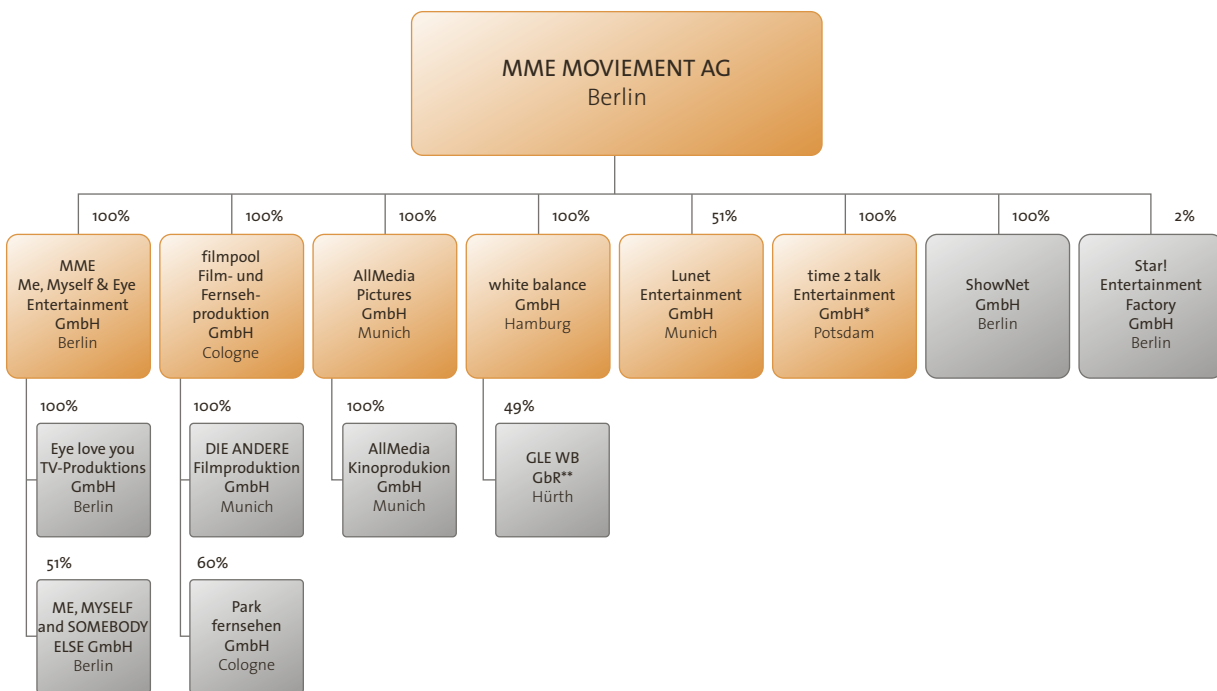 MME MOVIEMENT AG
Berlin
100%
100%
100%
100%
51%
100%
100%
2%
MME
Me, Myself & Eye
Entertainment
GmbH
Berlin
filmpool
Film- und
Fernseh-
produktion
GmbH
Cologne
AllMedia
Pictures
GmbH
Munich
white balance
GmbH
Hamburg
Lunet
Entertainment
GmbH
Munich
time 2 talk
Entertainment
GmbH*
Potsdam
ShowNet
GmbH
Berlin
Star!
Entertainment
Factory
GmbH
Berlin
100%
100%
100%
49%
Eye love you
TV-Produktions
GmbH
Berlin
DIE ANDERE
Filmproduktion
GmbH
Munich
AllMedia
Kinoprodukion
GmbH
Munich
GLE WB
GbR**
Hürth
51%
60%
ME, MYSELF
and SOMEBODY
ELSE GmbH
Berlin
Park
fernsehen
GmbH
Cologne